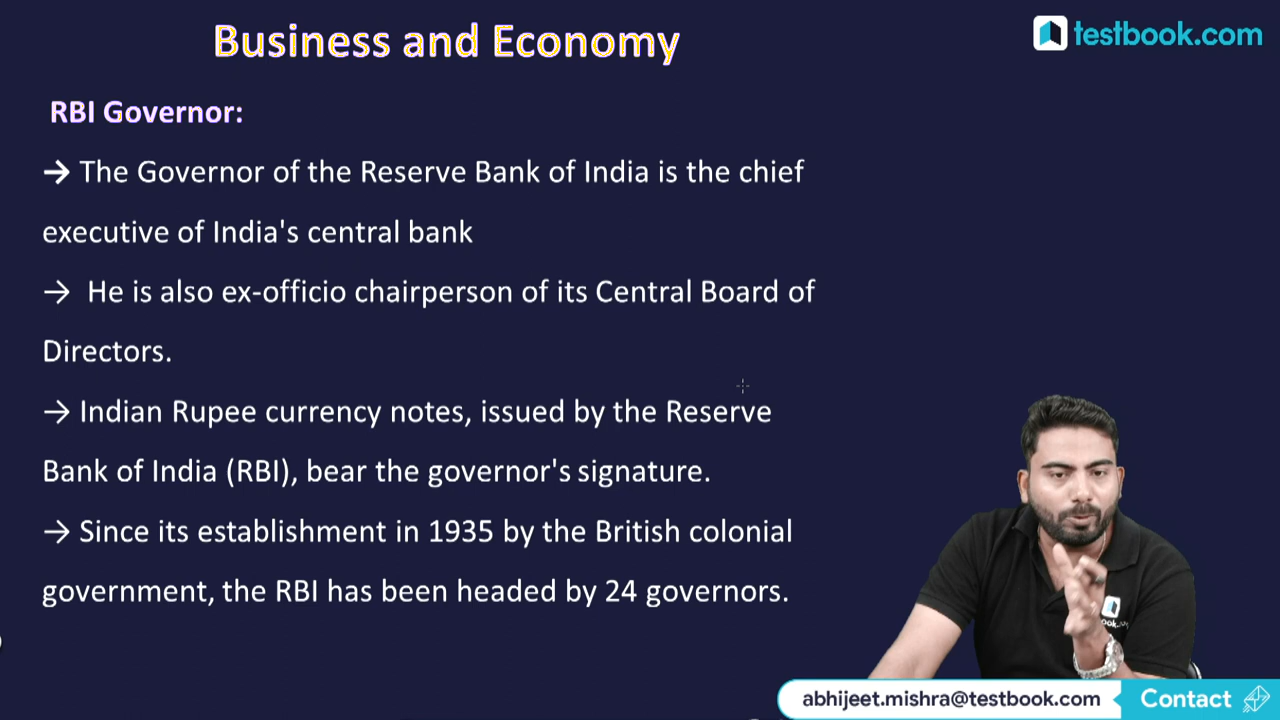 Business and Economy
testbook.com
RBI Governor:
→ The Governor of the Reserve Bank of India is the chief
executive of India's central bank
→ He is also ex-officio chairperson of its Central Board of
Directors.
→ Indian Rupee currency notes, issued by the Reserve
Bank of India (RBI), bear the governor's signature.
→ Since its establishment in 1935 by the British colonial
government, the RBI has been headed by 24 governors.
abhijeet.mishra@testbook.com
Contact